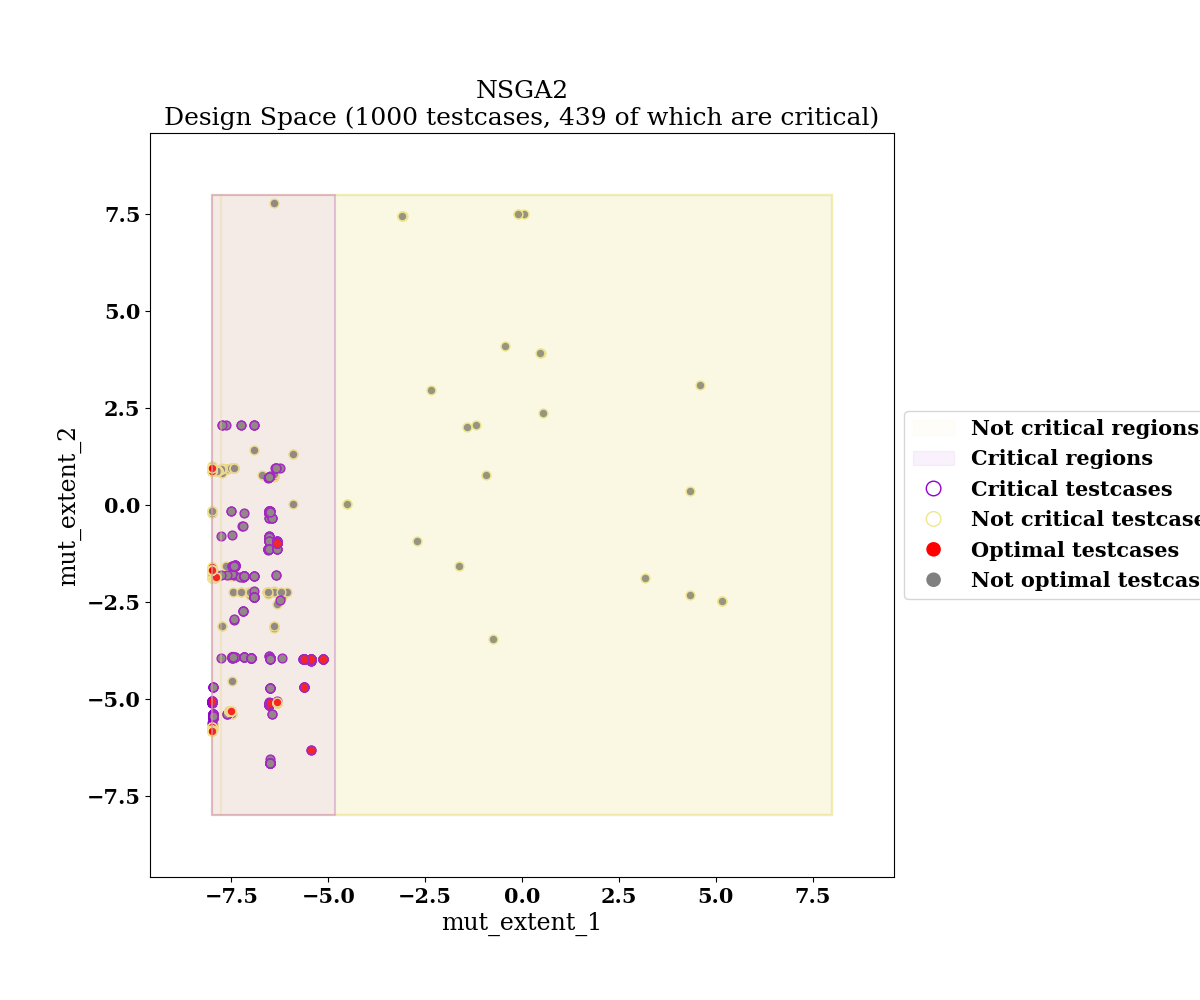 NSGA2
Design Space (1000 testcases, 439 of which are critical)
7.5
5.0
2.5
0.0
−2.5
−5.0
−7.5
mut_extent_2
−7.5 −5.0 −2.5 0.0 2.5 5.0 7.5
mut_extent_1
Not critical regions
Critical regions
Critical testcases
Not critical testcase
Optimal testcases
Not optimal testcas